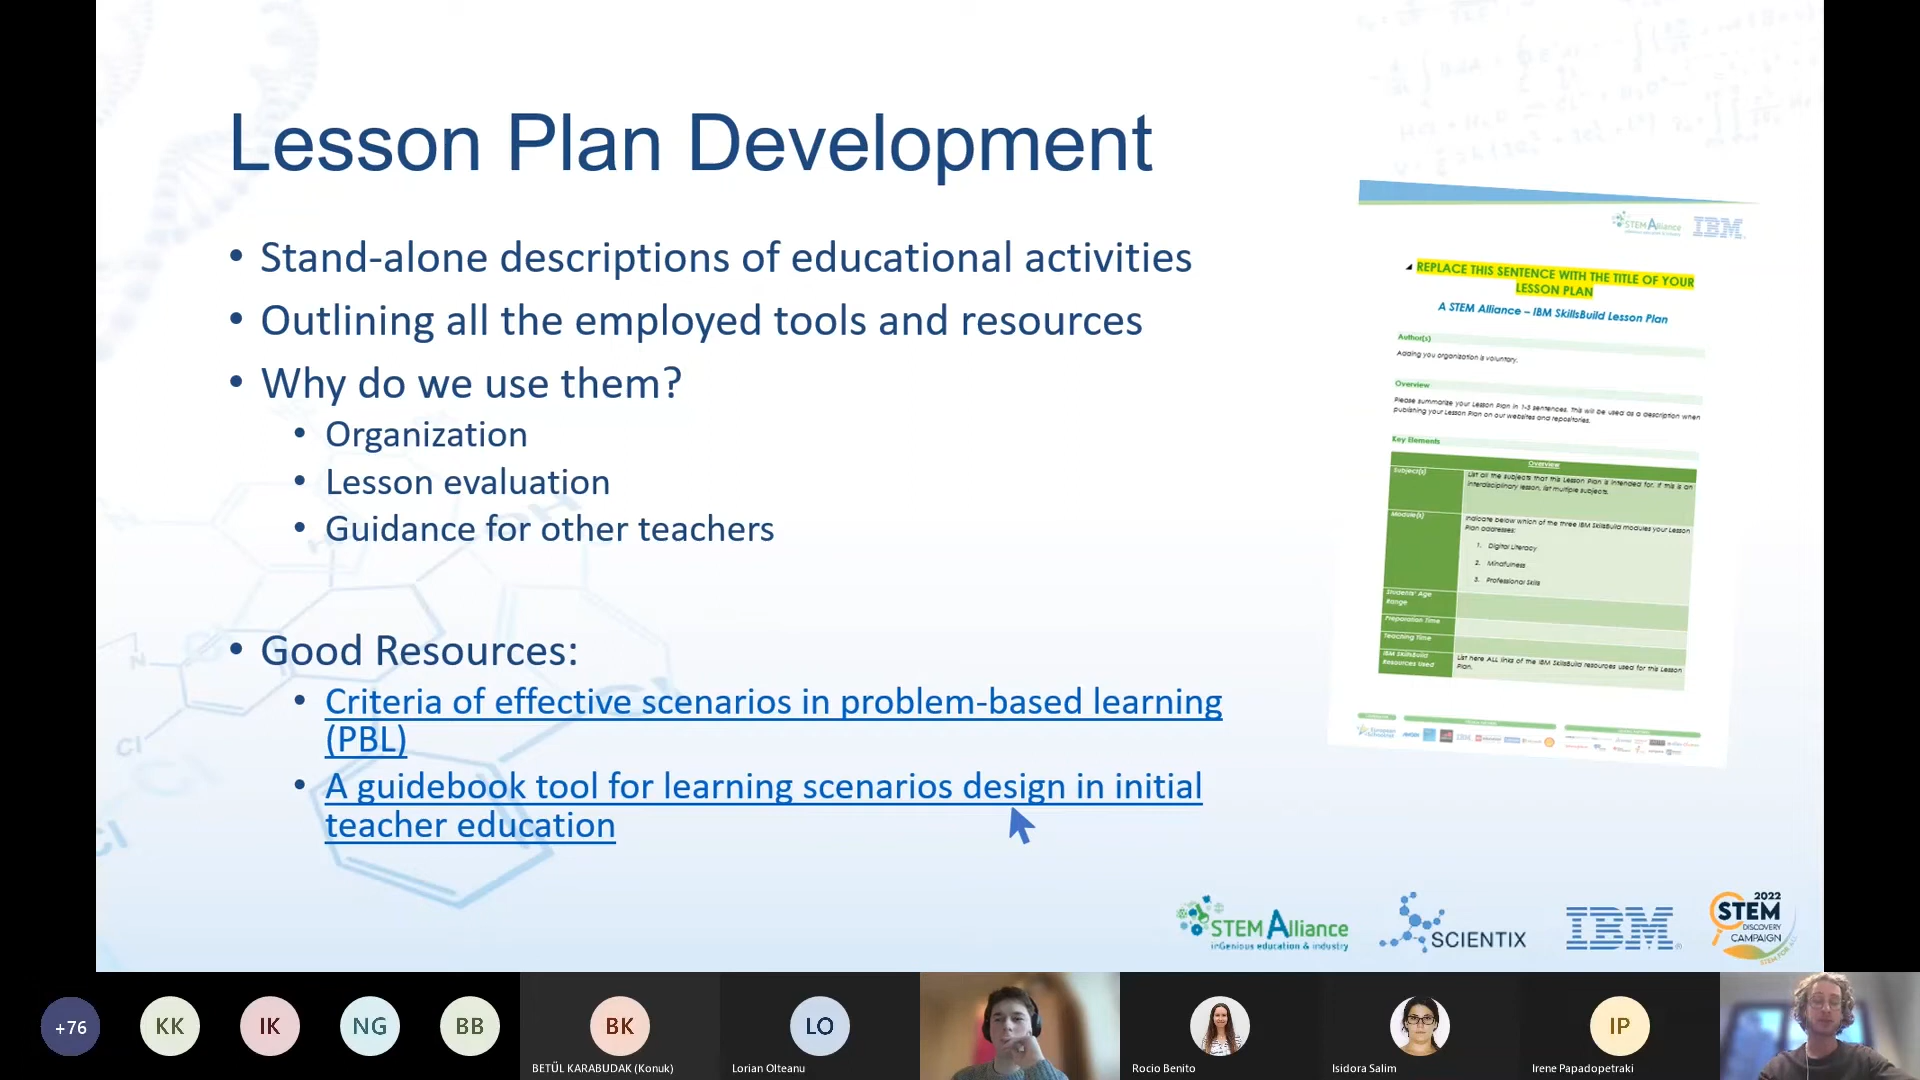 Lesson Plan Development
• Stand-alone descriptions of educational activities
• Outlining all the employed tools and resources
• Why do we use them?
• Organization
• Lesson evaluation
• Guidance for other teachers
• Good Resources:
• Criteria of effective scenarios in problem-based learning
(PBL)
• A guidebook tool for learning scenarios design in initial
teacher education
STEM Alliance
IBM
REPLACE THIS SENTENCE WITH THE TITLE OF YOUR
LESSON PLAN
A STEM Alliance – IBM SkillsBuild Lesson Plan
Author(s)
Adding you organization is voluntary.
Overview
Please summarize your Lesson Plan in 1-3 sentences. This will be used as a description when
publishing your Lesson Plan on our websites and repositories.
Key Elements
Overview
Subject(s)
List all the subjects that this Lesson Plan is intended for. If this is an
interdisciplinary lesson, list multiple subjects.
Module(s)
Indicate below which of the three IBM SkillsBuild modules your Lesson
Plan addresses:
1. Digital Literacy
2. Mindfulness
3. Professional Skills
Students' Age
Range
Preparation Time
Teaching Time
IBM SkillsBuild
Resources Used
List here ALL links of the IBM SkillsBuild resources used for this Lesson
Plan.
STEM Alliance
inGenious education & industry
SCIENTIX
IBM
2022
STEM
DISCOVERY
CAMPAIGN
STEM FOR ALL
+76
KK
IK
NG
BB
BK
LO
IP
BETÜL KARABUDAK (Konuk)
Lorian Olteanu
Rocio Benito
Isidora Salim
Irene Papadopetraki